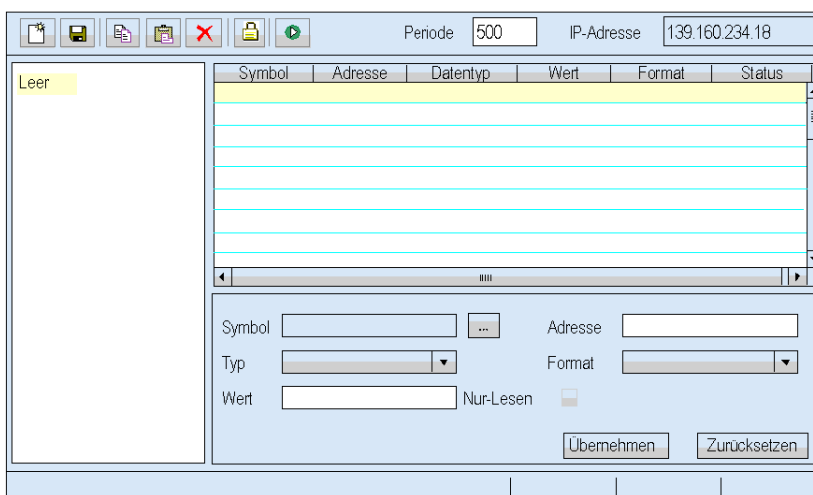 Periode 500 IP-Adresse 139.160.234.18
Leer
Symbol Adresse Datentyp Wert Format Status
Symbol ... Adresse
Typ Format
Wert Nur-Lesen
Übernehmen Zurücksetzen